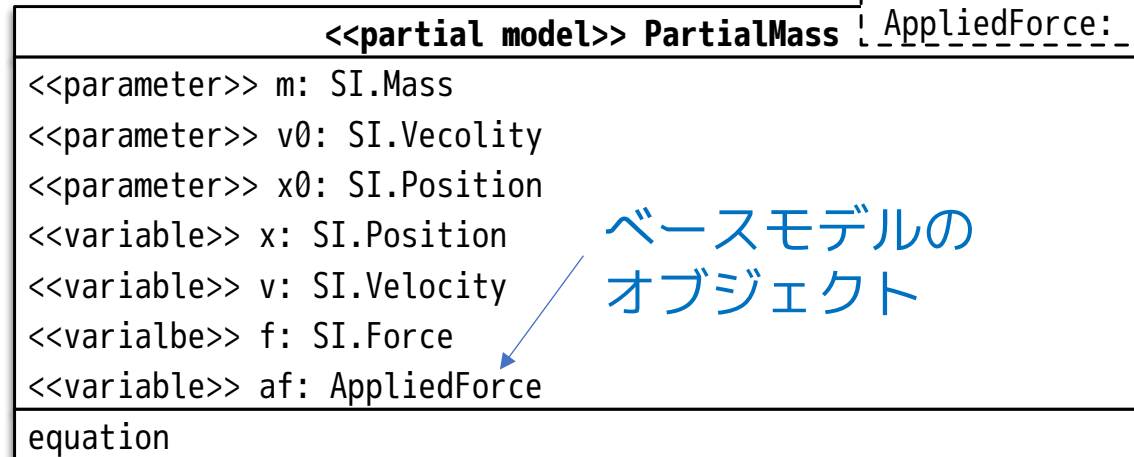 <<partial model>> PartialMass
AppliedForce:
<<parameter>> m: SI.Mass
<<parameter>> v0: SI.Vecolity
<<parameter>> x0: SI.Position
<<variable>> x: SI.Position
<<variable>> v: SI.Velocity
<<varialbe>> f: SI.Force
<<variable>> af: AppliedForce
ベースモデルの
オブジェクト
equation